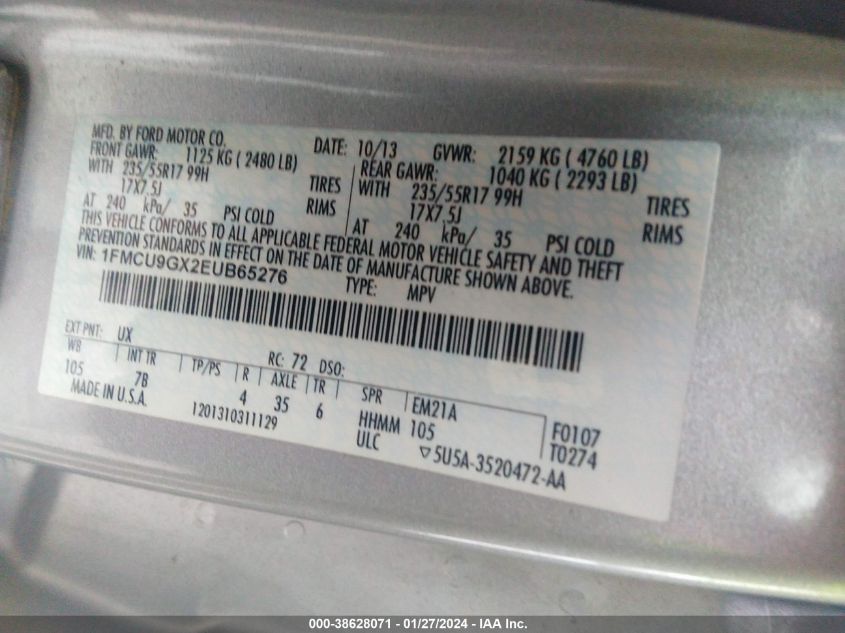 MFD. BY FORD MOTOR CO. DATE: 10/13 GVWR: 2159 KG ( 4760 LB)
FRONT GAWR: 1125 KG ( 2480 LB) REAR GAWR: 1040 KG ( 2293 LB)
WITH 235/55R17 99H TIRES WITH 235/55R17 99H TIRES
17X7.5J RIMS 17X7.5J RIMS
AT 240 kPa/ 35 PSI COLD AT 240 kPa/ 35 PSI COLD
THIS VEHICLE CONFORMS TO ALL APPLICABLE FEDERAL MOTOR VEHICLE SAFETY AND THEFT
PREVENTION STANDARDS IN EFFECT ON THE DATE OF MANUFACTURE SHOWN ABOVE.
VIN: 1FMCU9GX2EUB65276 TYPE: MPV
EXT PNT: UX RC: 72 DSO:
WB INT TR TP/PS R AXLE TR SPR EM21A
105 7B 4 35 6 HHMM 105 F0107
MADE IN U.S.A. 1201310311129 ULC ▽5U5A-3520472-AA T0274
000-38628071 - 01/27/2024 - IAA Inc.